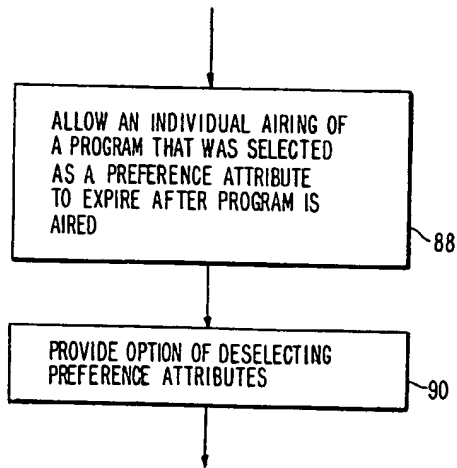 ALLOW AN INDIVIDUAL AIRING OF
A PROGRAM THAT WAS SELECTED
AS A PREFERENCE ATTRIBUTE
TO EXPIRE AFTER PROGRAM IS
AIRED
88
PROVIDE OPTION OF DESELECTING
PREFERENCE ATTRIBUTES
90